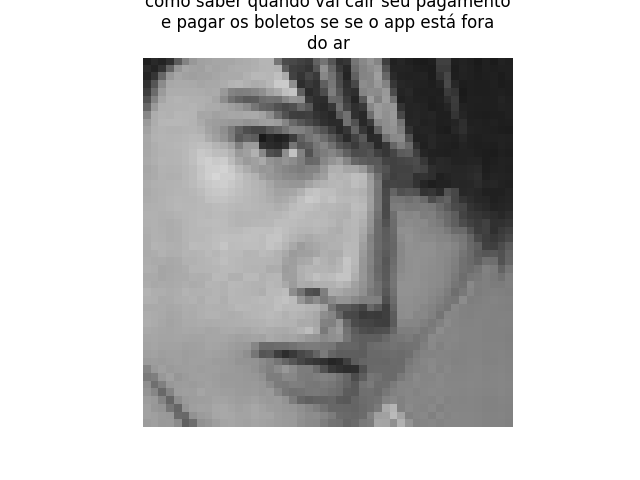 como saber quando vai cair seu pagamento
e pagar os boletos se se o app está fora
do ar